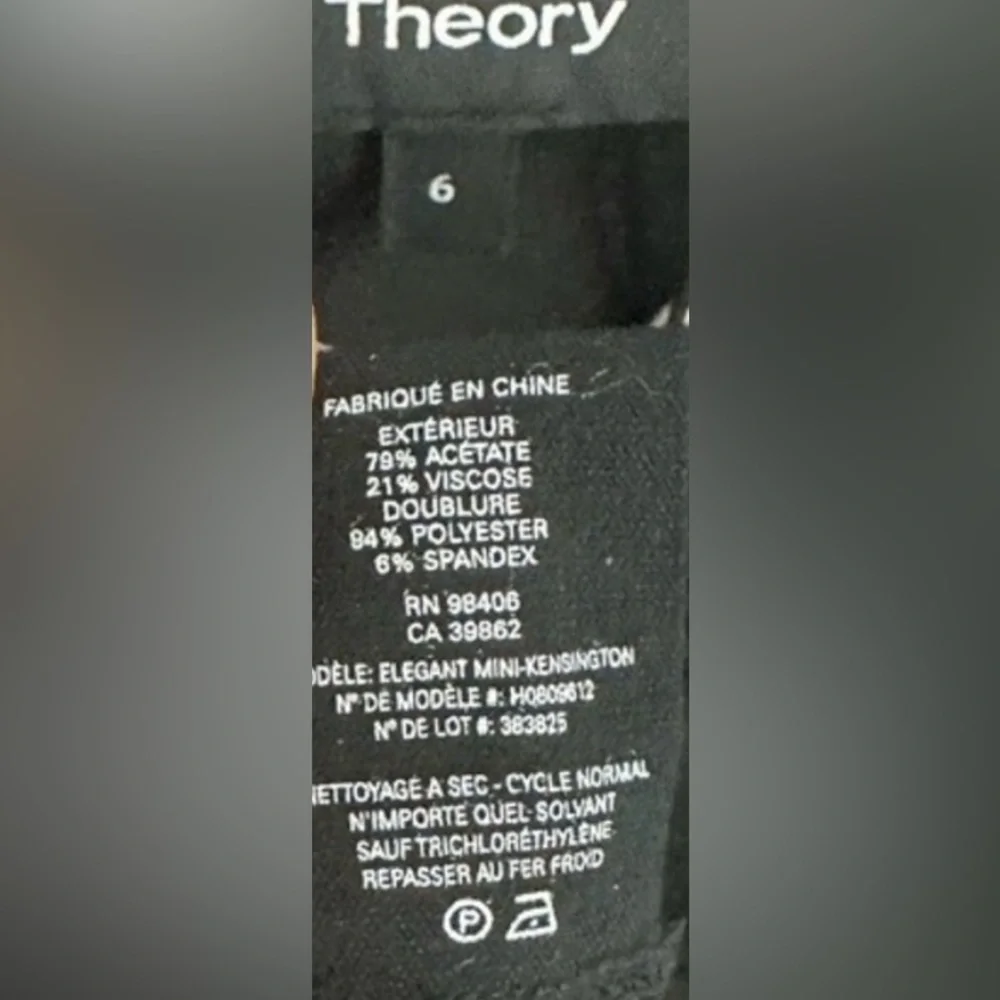 Theory
6
FABRIQUÉ EN CHINE
EXTÉRIEUR
79% ACÉTATE
21% VISCOSE
DOUBLURE
94% POLYESTER
6% SPANDEX
RN 98406
CA 39862
ODÈLE: ELEGANT MINI-KENSINGTON
Nº DE MODÈLE #: H0809612
Nº DE LOT #: 383825
NETTOYAGE A SEC - CYCLE NORMAL
N'IMPORTE QUEL SOLVANT
SAUF TRICHLORÉTHYLÈNE
REPASSER AU FER FROID
P